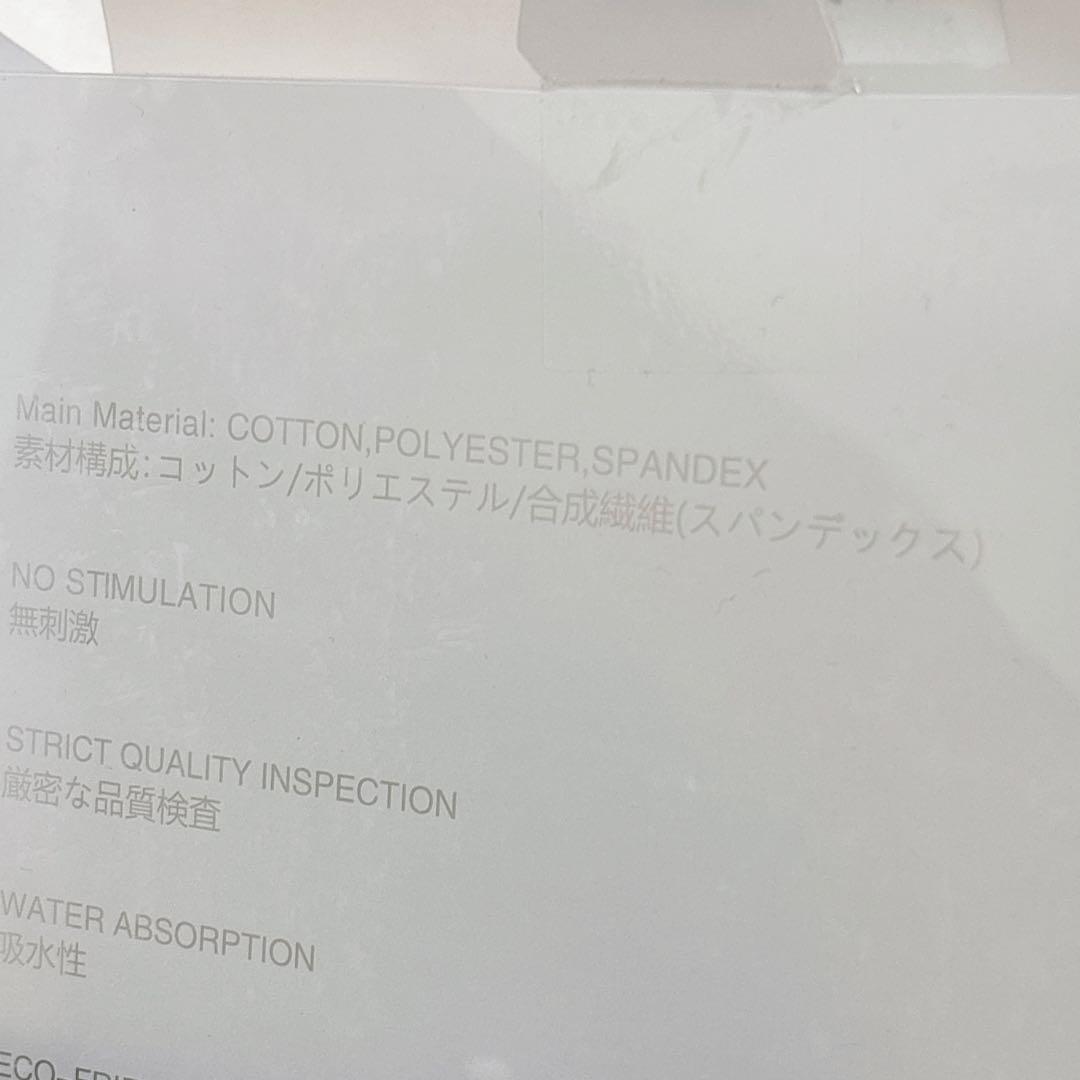 Main Material: COTTON,POLYESTER,SPANDEX
素材構成:コットン/ポリエステル/合成繊維(スパンデックス)
NO STIMULATION
無刺激
STRICT QUALITY INSPECTION
厳密な品質検査
WATER ABSORPTION
吸水性